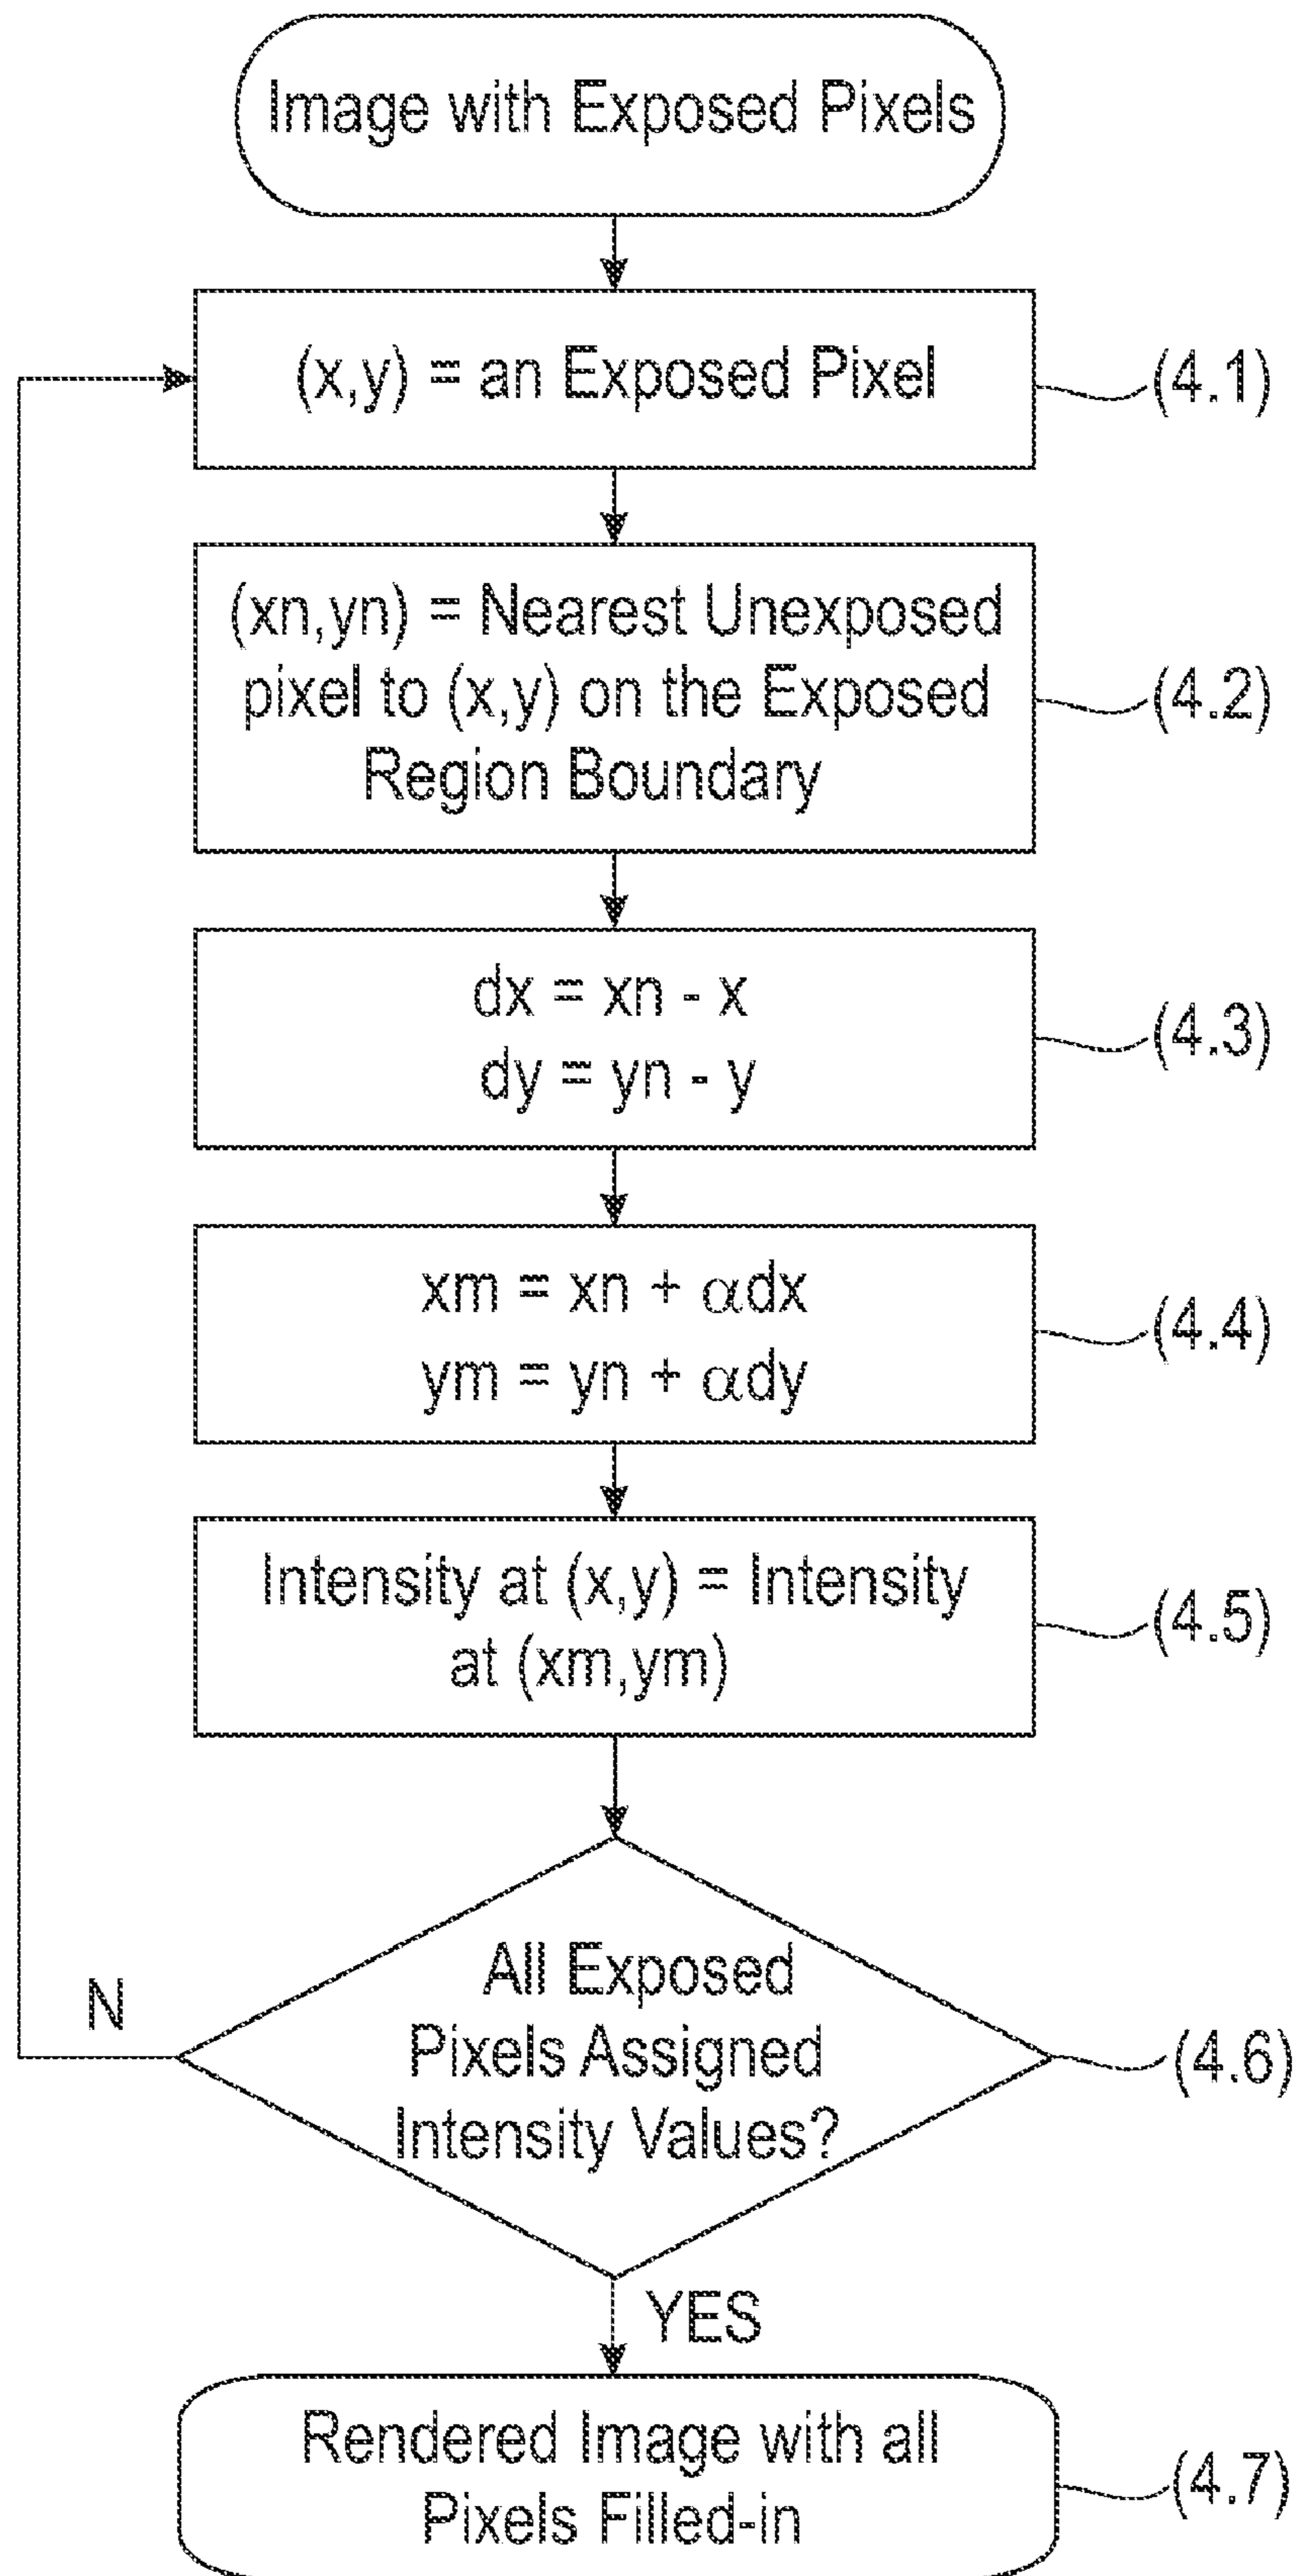 Image with Exposed Pixels
(x,y) = an Exposed Pixel
(4.1)
(xn,yn) = Nearest Unexposed
pixel to (x,y) on the Exposed
Region Boundary
(4.2)
dx = xn - x
dy = yn - y
(4.3)
xm = xn + αdx
ym = yn + αdy
(4.4)
Intensity at (x,y) = Intensity
at (xm,ym)
(4.5)
All Exposed
Pixels Assigned
Intensity Values?
(4.6)
N
YES
Rendered Image with all
Pixels Filled-in
(4.7)